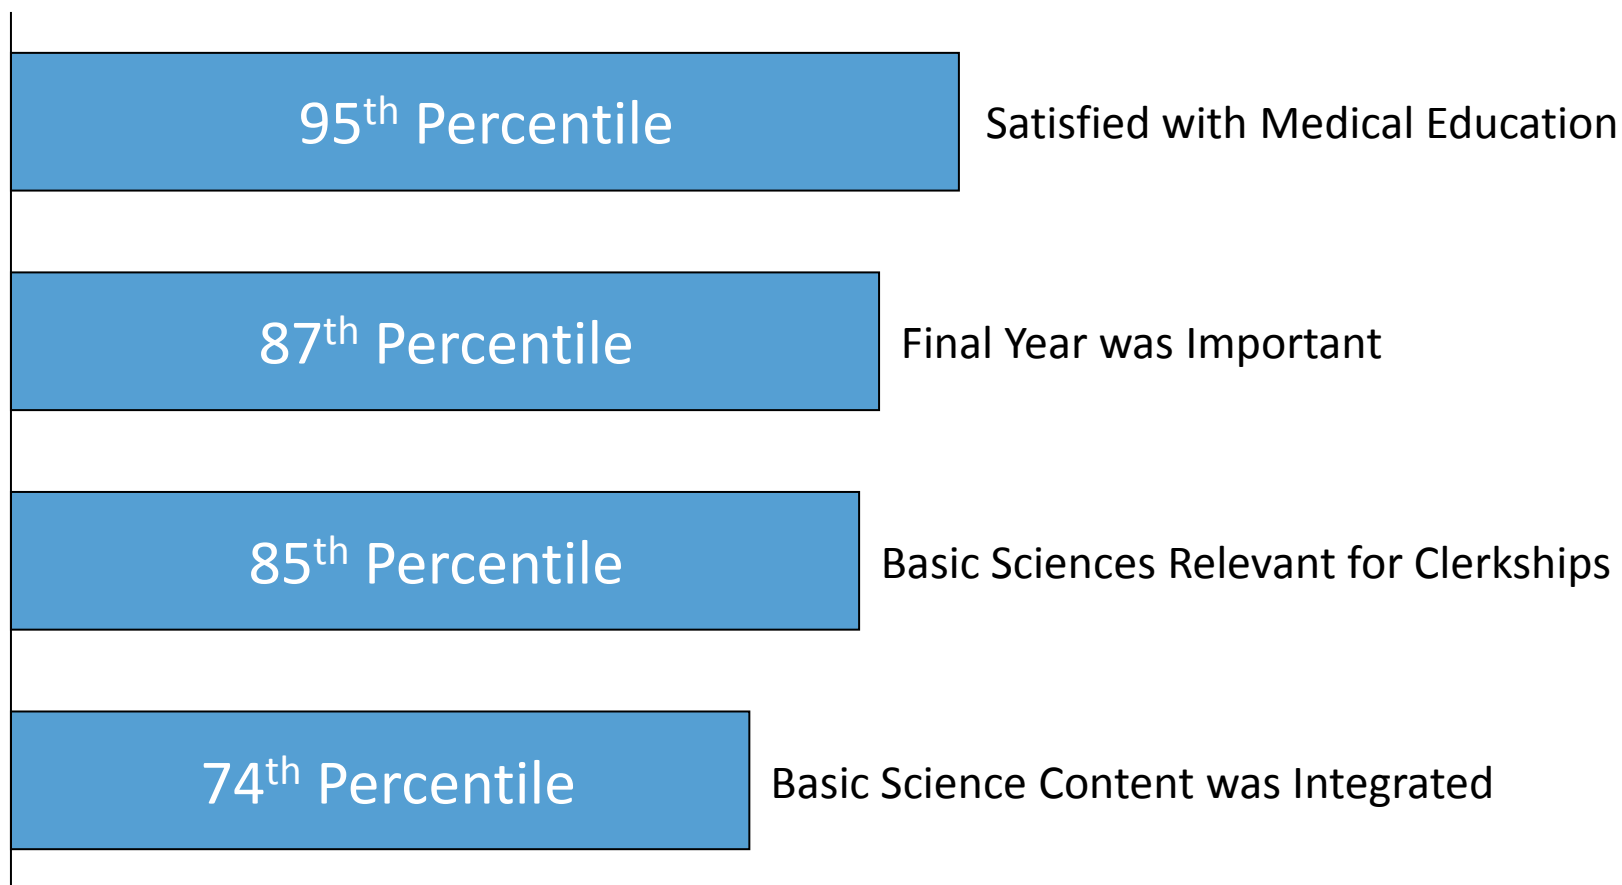 95th Percentile Satisfied with Medical Education
87th Percentile Final Year was Important
85th Percentile Basic Sciences Relevant for Clerkships
74th Percentile Basic Science Content was Integrated